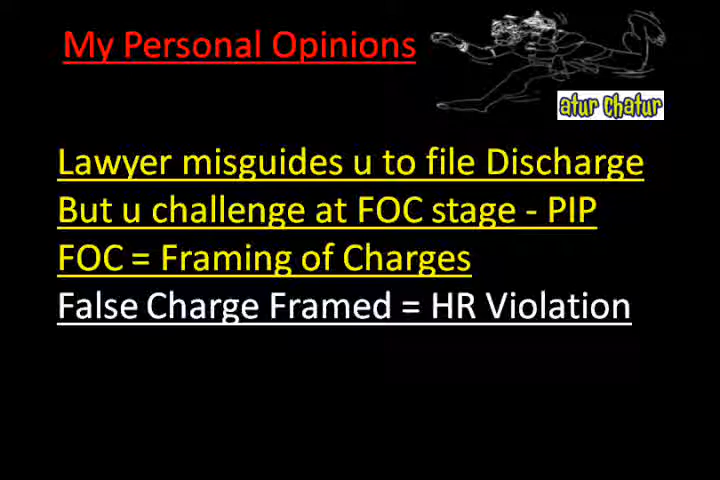 My Personal Opinions
atur chatur
Lawyer misguides u to file Discharge
But u challenge at FOC stage - PIP
FOC = Framing of Charges
False Charge Framed = HR Violation